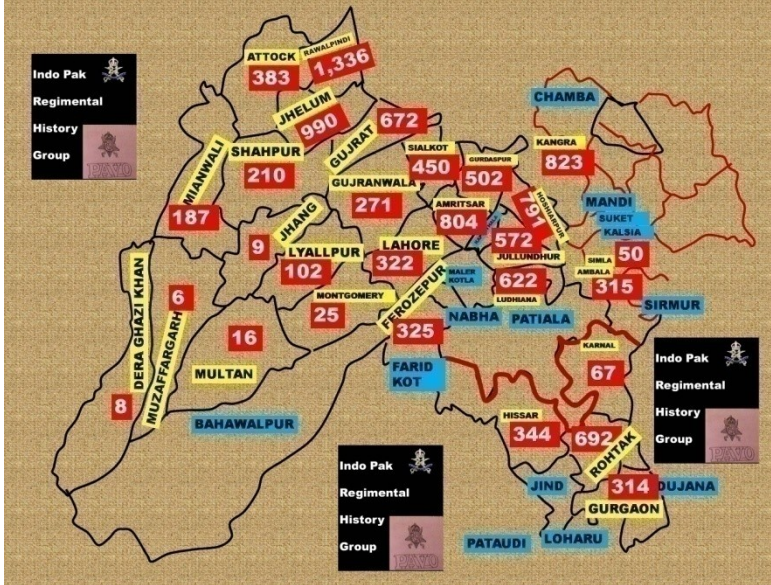 Indo Pak
Regimental
History
Group
ATTOCK
383
RAWALPINDI
1,336
JHELUM
990
GUJRAT
672
CHAMBA
SHAHPUR
210
MIANWALI
187
SIALKOT
450
GURDASPUR
502
KANGRA
823
GUJRANWALA
271
AMRITSAR
804
HOSHIARPUR
791
572
JULLUNDHUR
MANDI
SUKET
KALSIA
SIMLA
50
JHANG
9
LYALLPUR
102
LAHORE
322
AMBALA
315
SIRMUR
MALER
KOTLA
622
LUDHIANA
DERA GHAZI KHAN
8
MUZAFFARGARH
6
MONTGOMERY
25
FEROZEPUR
325
NABHA
PATIALA
16
MULTAN
BAHAWALPUR
FARID
KOT
KARNAL
67
Indo Pak
Regimental
History
Group
HISSAR
344
692
ROHTAK
JIND
314
DUJANA
GURGAON
LOHARU
PATAUDI
Indo Pak
Regimental
History
Group